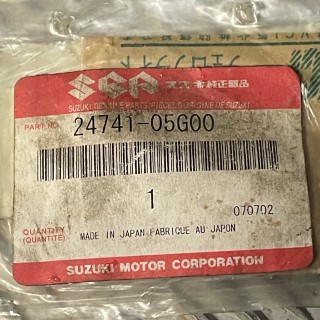 SGP スズキ純正部品
SUZUKI GENUINE PARTS PIECES D'ORIGINE DE SUZUKI
PART NO. 24741-05G00
1
070702
QUANTITY
(QUANTITE)
MADE IN JAPAN FABRIQUE AU JAPON
SUZUKI MOTOR CORPORATION